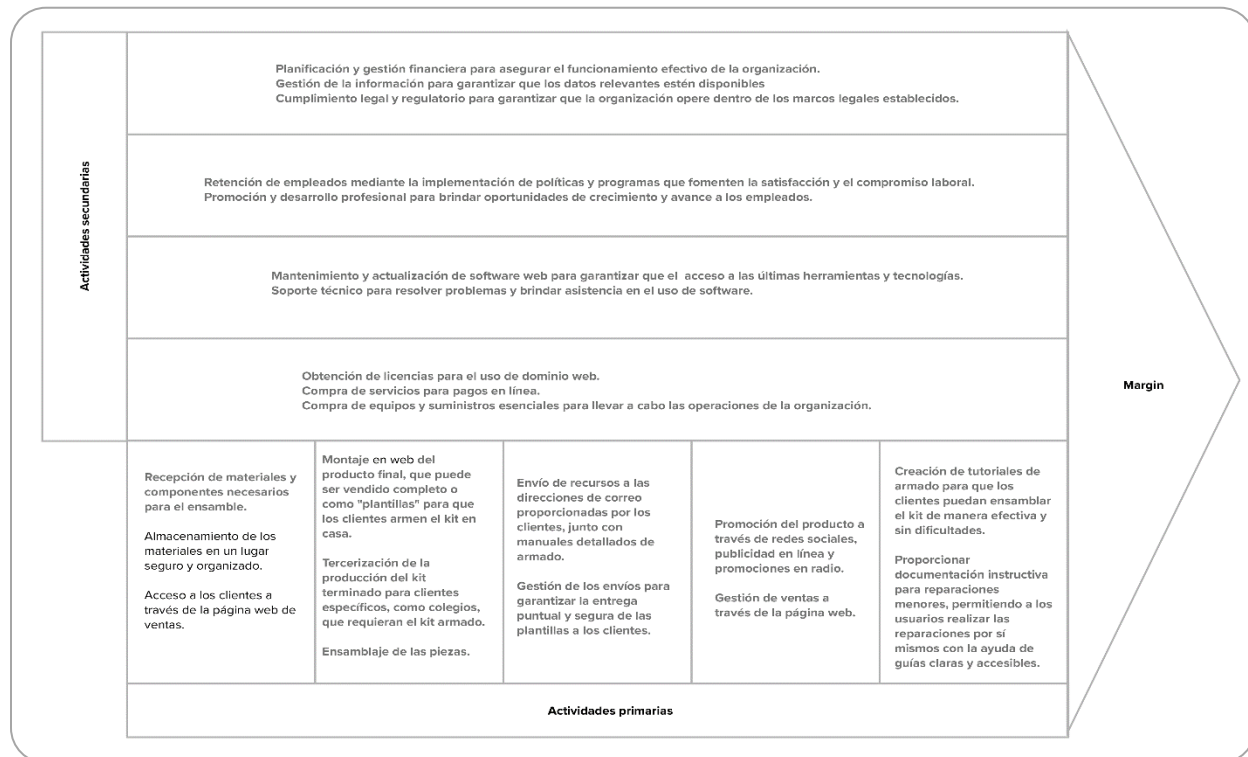 Actividades secundarias
Planificación y gestión financiera para asegurar el funcionamiento efectivo de la organización.
Gestión de la información para garantizar que los datos relevantes estén disponibles
Cumplimiento legal y regulatorio para garantizar que la organización opere dentro de los marcos legales establecidos.
Retención de empleados mediante la implementación de políticas y programas que fomenten la satisfacción y el compromiso laboral.
Promoción y desarrollo profesional para brindar oportunidades de crecimiento y avance a los empleados.
Mantenimiento y actualización de software web para garantizar que el  acceso a las últimas herramientas y tecnologías.
Soporte técnico para resolver problemas y brindar asistencia en el uso de software.
Obtención de licencias para el uso de dominio web.
Compra de servicios para pagos en línea.
Compra de equipos y suministros esenciales para llevar a cabo las operaciones de la organización.
Margin
Recepción de materiales y
componentes necesarios
para el ensamble.
Almacenamiento de los
materiales en un lugar
seguro y organizado.
Acceso a los clientes a
través de la página web de
ventas.
Montaje en web del
producto final, que puede
ser vendido completo o
como "plantillas" para que
los clientes armen el kit en
casa.
Tercerización de la
producción del kit
terminado para clientes
específicos, como colegios,
que requieran el kit armado.
Ensamblaje de las piezas.
Envío de recursos a las
direcciones de correo
proporcionadas por los
clientes, junto con
manuales detallados de
armado.
Gestión de los envíos para
garantizar la entrega
puntual y segura de las
plantillas a los clientes.
Promoción del producto a
través de redes sociales,
publicidad en línea y
promociones en radio.
Gestión de ventas a
través de la página web.
Creación de tutoriales de
armado para que los
clientes puedan ensamblar
el kit de manera efectiva y
sin dificultades.
Proporcionar
documentación instructiva
para reparaciones
menores, permitiendo a los
usuarios realizar las
reparaciones por sí
mismos con la ayuda de
guías claras y accesibles.
Actividades primarias